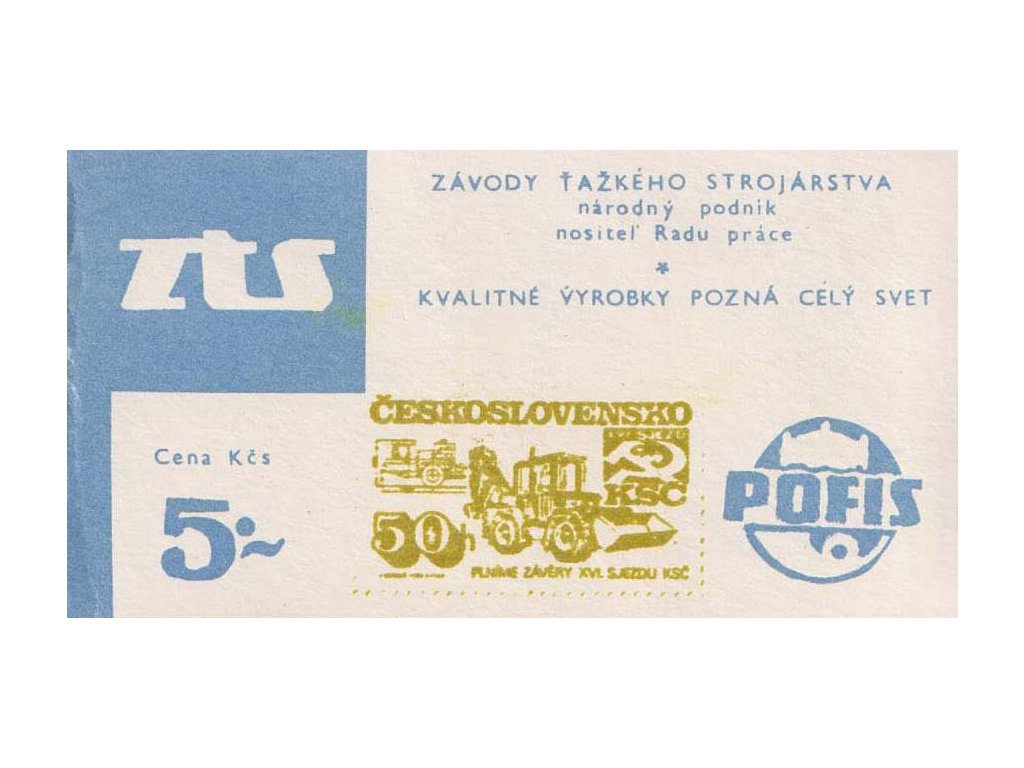 zts
ZÁVODY ŤAŽKÉHO STROJÁRSTVA
národný podnik
nositeľ Radu práce
*
KVALITNÉ VÝROBKY POZNÁ CELÝ SVET
Cena Kčs
5·~
ČESKOSLOVENSKO
KSČ
50h
PLNÍME ZÁVĚRY XVI. SJEZDU KSČ
POFIS